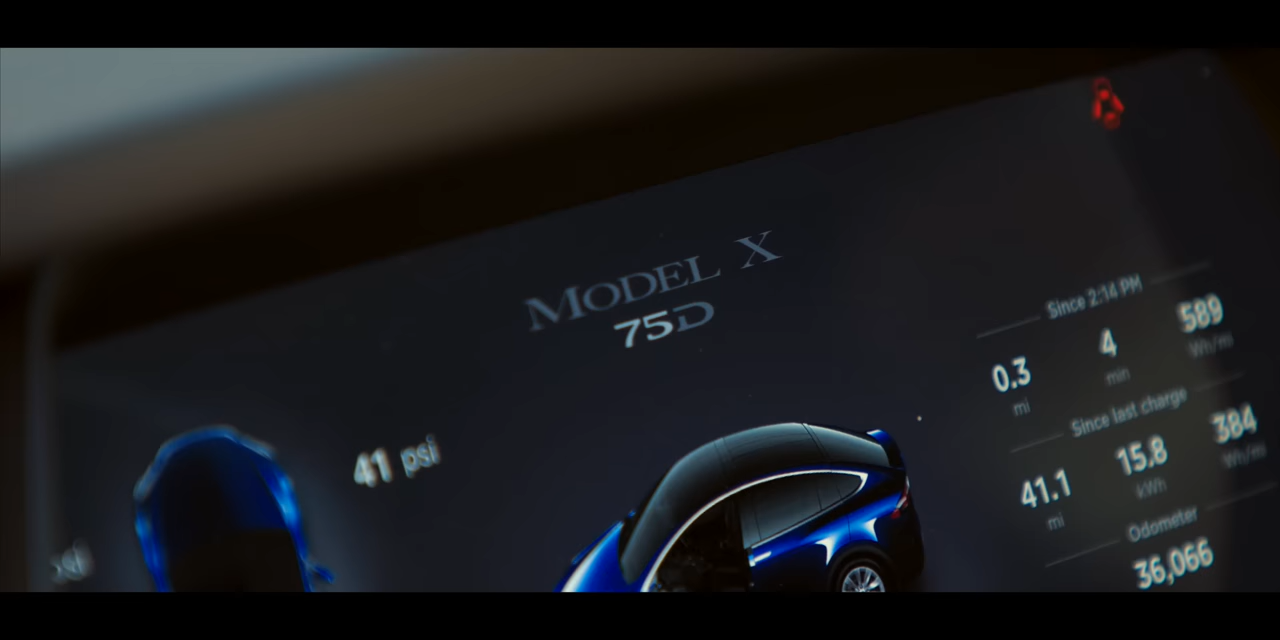 MODEL X
75D
41 psi
Since 2:14 PM
0.3 4 589
mi min Wh/mi
Since last charge
41.1 15.8 384
mi kWh Wh/mi
Odometer
36,066